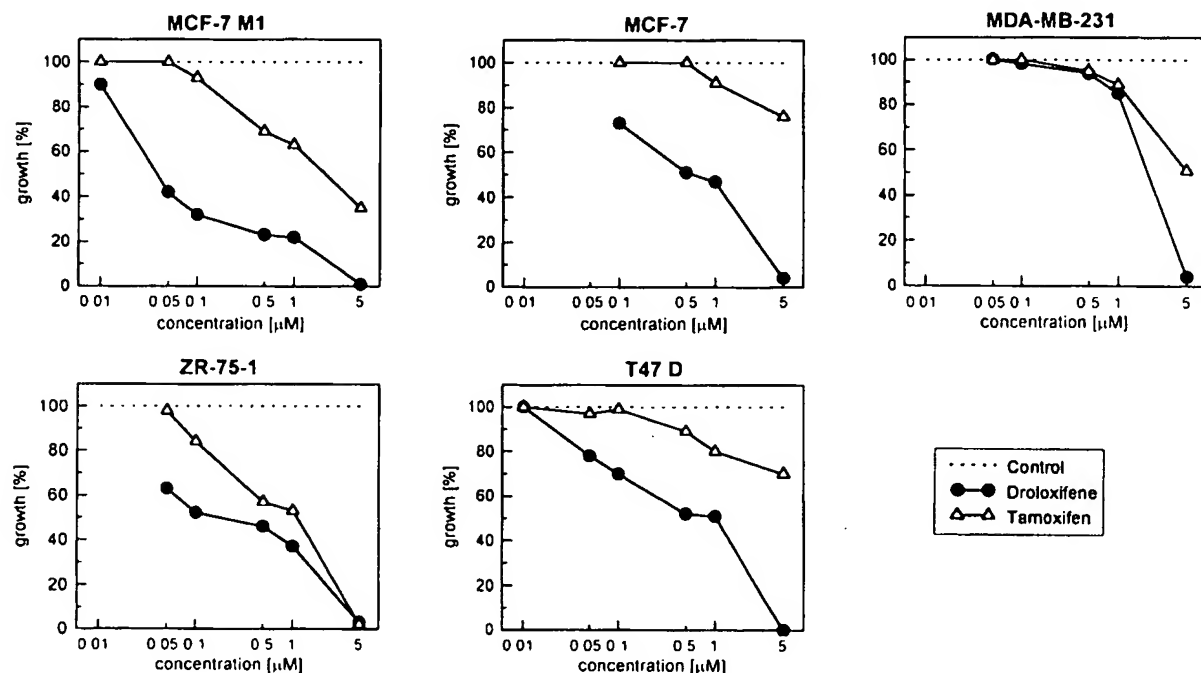 MCF-7 M1
growth [%]
100
80
60
40
20
0
0 01 0 05 0 1 0 5 1 5
concentration [μM]
MCF-7
growth [%]
100
80
60
40
20
0
0 01 0 05 0 1 0 5 1 5
concentration [μM]
MDA-MB-231
growth [%]
100
80
60
40
20
0
0 01 0 05 0 1 0 5 1 5
concentration [μM]
ZR-75-1
growth [%]
100
80
60
40
20
0
0 01 0 05 0 1 0 5 1 5
concentration [μM]
T47 D
growth [%]
100
80
60
40
20
0
0 01 0 05 0 1 0 5 1 5
concentration [μM]
Control
Droloxifene
Tamoxifen